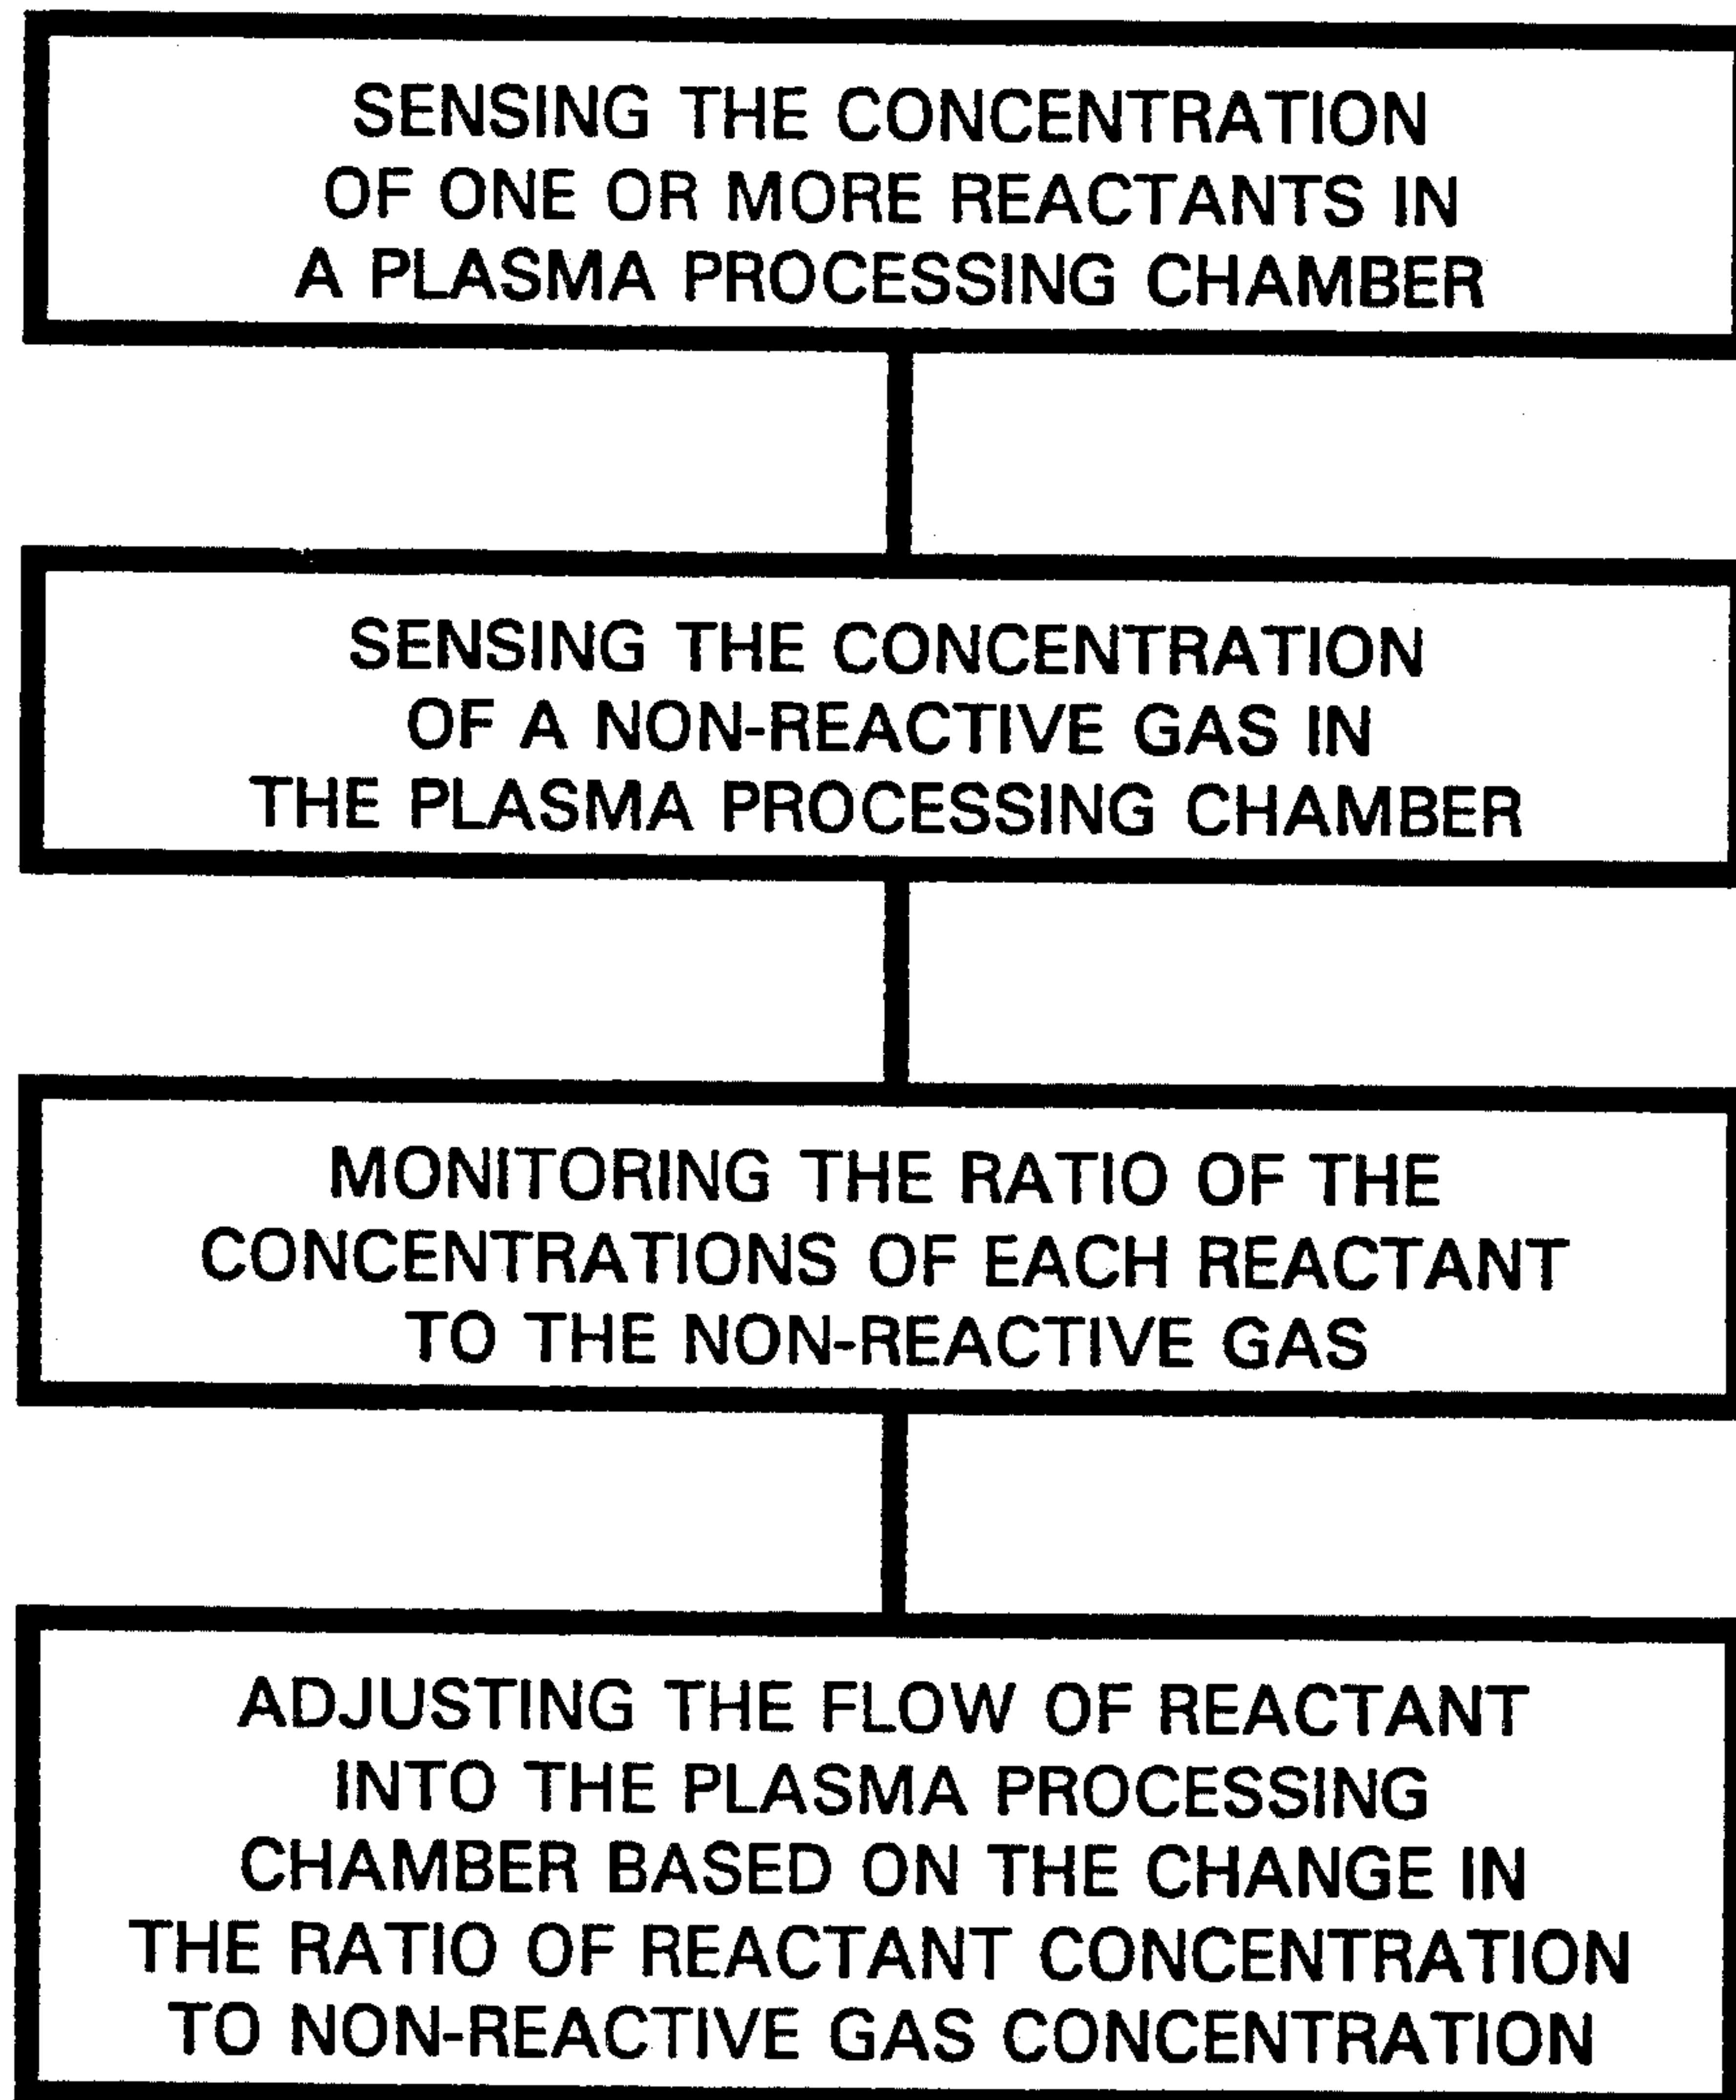 SENSING THE CONCENTRATION
OF ONE OR MORE REACTANTS IN
A PLASMA PROCESSING CHAMBER
SENSING THE CONCENTRATION
OF A NON-REACTIVE GAS IN
THE PLASMA PROCESSING CHAMBER
MONITORING THE RATIO OF THE
CONCENTRATIONS OF EACH REACTANT
TO THE NON-REACTIVE GAS
ADJUSTING THE FLOW OF REACTANT
INTO THE PLASMA PROCESSING
CHAMBER BASED ON THE CHANGE IN
THE RATIO OF REACTANT CONCENTRATION
TO NON-REACTIVE GAS CONCENTRATION